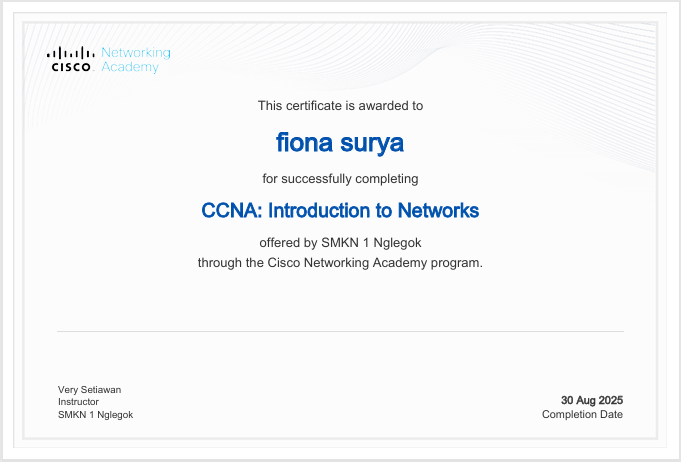 CISCO Networking
Academy
This certificate is awarded to
fiona surya
for successfully completing
CCNA: Introduction to Networks
offered by SMKN 1 Nglegok
through the Cisco Networking Academy program.
Very Setiawan
Instructor
SMKN 1 Nglegok
30 Aug 2025
Completion Date